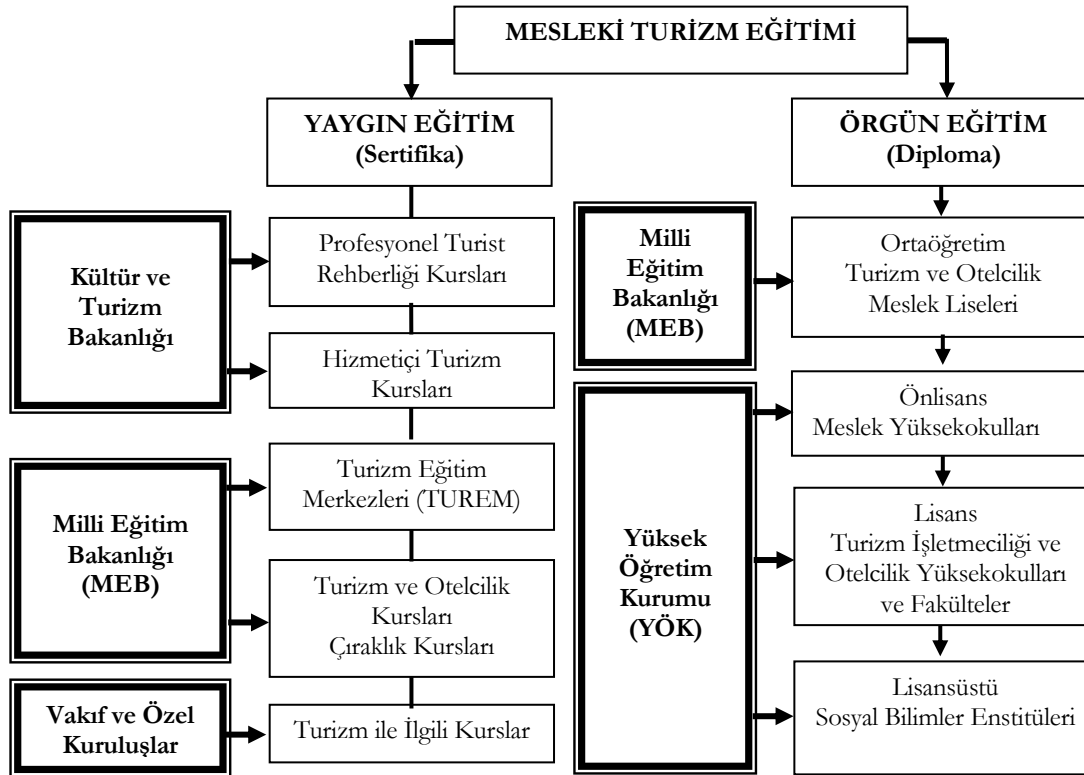 MESLEKİ TURİZM EĞİTİMİ
YAYGIN EĞİTİM
(Sertifika)
ÖRGÜN EĞİTİM
(Diploma)
Kültür ve
Turizm
Bakanlığı
Profesyonel Turist
Rehberliği Kursları
Hizmetiçi Turizm
Kursları
Milli Eğitim
Bakanlığı
(MEB)
Turizm Eğitim
Merkezleri (TUREM)
Turizm ve Otelcilik
Kursları
Çıraklık Kursları
Vakıf ve Özel
Kuruluşlar
Turizm ile İlgili Kurslar
Milli
Eğitim
Bakanlığı
(MEB)
Ortaöğretim
Turizm ve Otelcilik
Meslek Liseleri
Yüksek
Öğretim
Kurumu
(YÖK)
Önlisans
Meslek Yüksekokulları
Lisans
Turizm İşletmeciliği ve
Otelcilik Yüksekokulları
ve Fakülteler
Lisansüstü
Sosyal Bilimler Enstitüleri